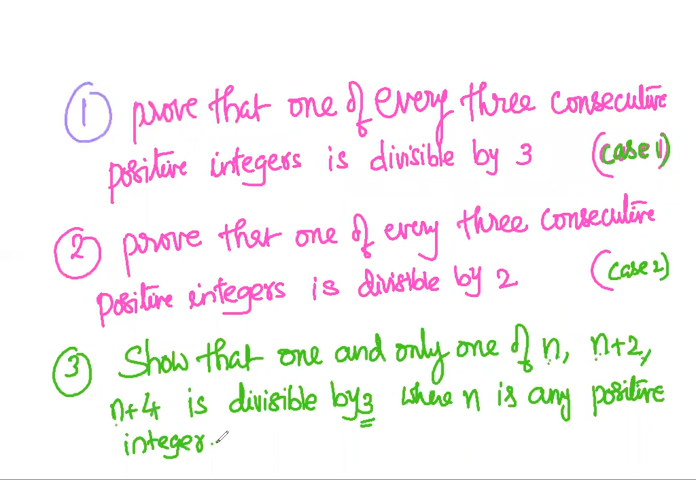 ① prove that one of every three consecutive
positive integers is divisible by 3 (case 1)
② prove that one of every three consecutive
positive integers is divisible by 2 (case 2)
③ Show that one and only one of n, n+2,
n+4 is divisible by 3 where n is any positive
integer.